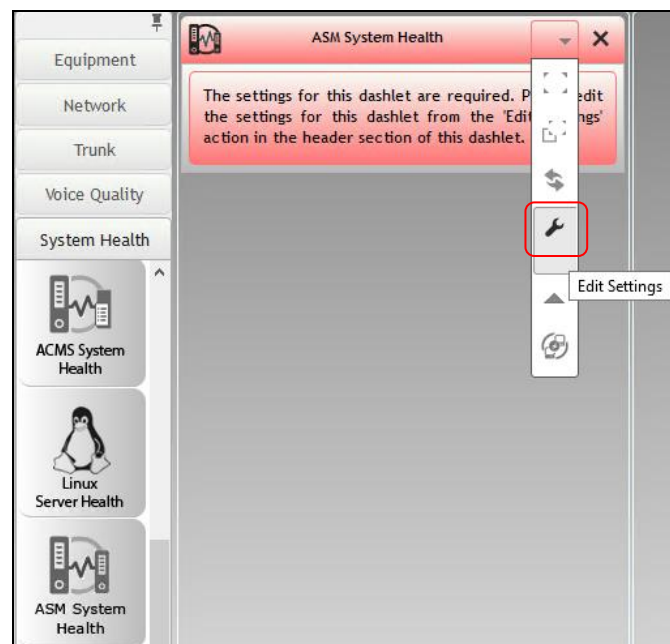 Equipment
Network
Trunk
Voice Quality
System Health
ACMS System
Health
Linux
Server Health
ASM System
Health
ASM System Health
The settings for this dashlet are required. P edit
the settings for this dashlet from the 'Edit ngs'
action in the header section of this dashlet.
Edit Settings